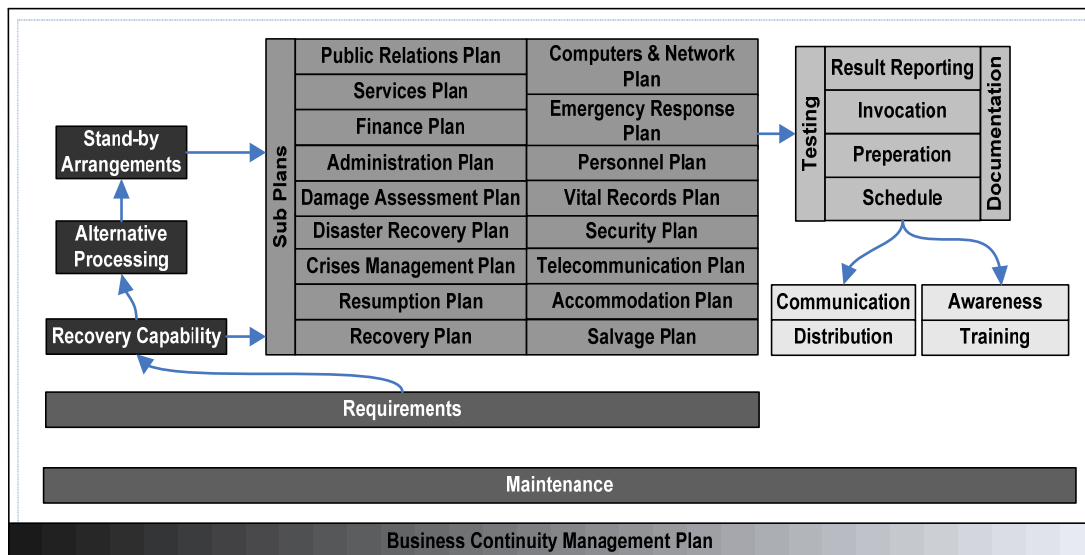 Stand-by
Arrangements
Alternative
Processing
Recovery Capability
Sub Plans
Public Relations Plan
Services Plan
Finance Plan
Administration Plan
Damage Assessment Plan
Disaster Recovery Plan
Crises Management Plan
Resumption Plan
Recovery Plan
Computers & Network
Plan
Emergency Response
Plan
Personnel Plan
Vital Records Plan
Security Plan
Telecommunication Plan
Accommodation Plan
Salvage Plan
Testing
Result Reporting
Invocation
Preperation
Schedule
Documentation
Communication
Distribution
Awareness
Training
Requirements
Maintenance
Business Continuity Management Plan